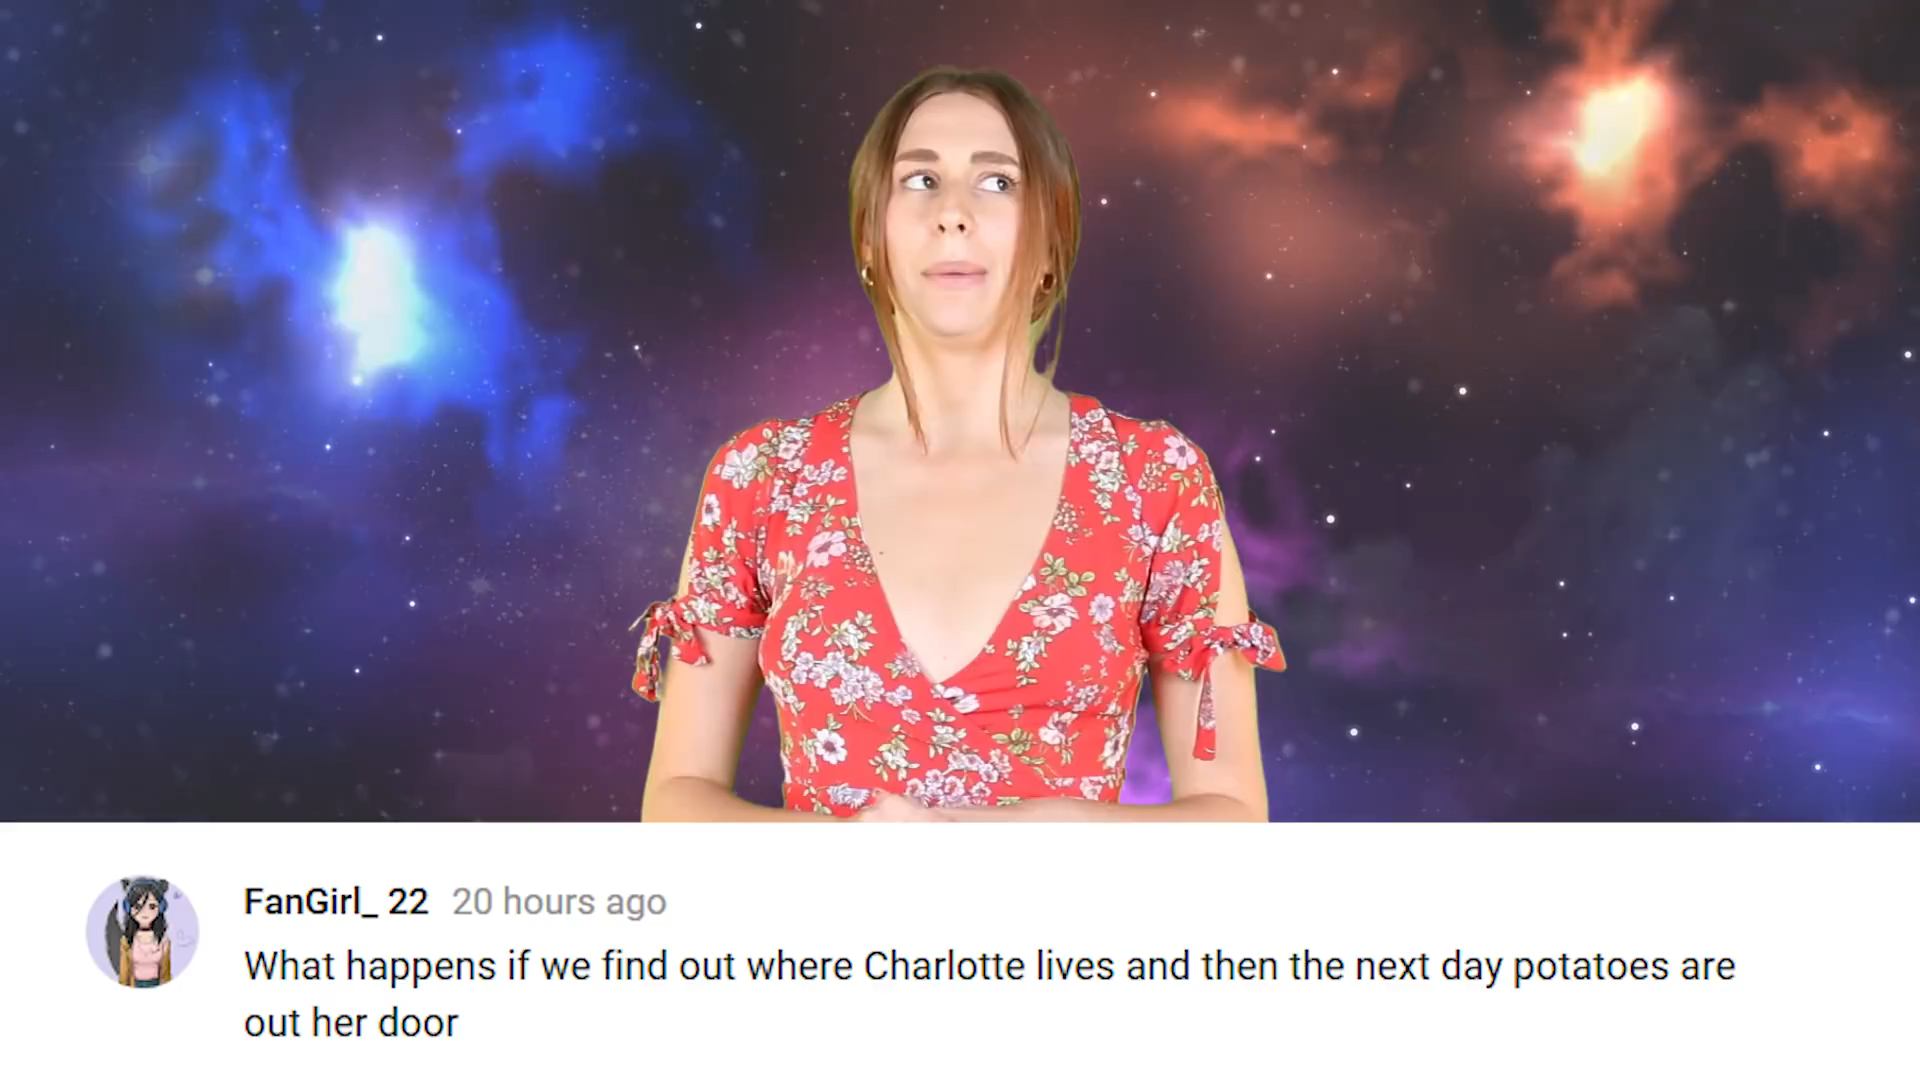 FanGirl_ 22 20 hours ago
What happens if we find out where Charlotte lives and then the next day potatoes are
out her door